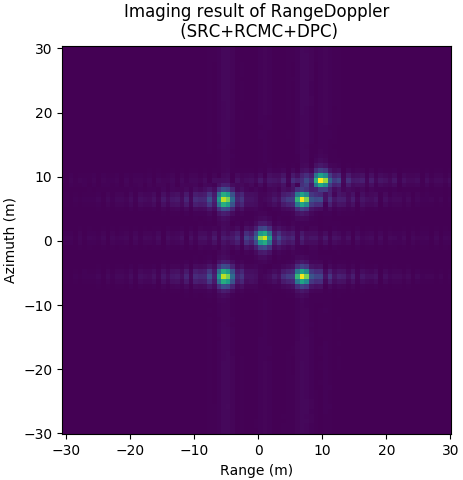 Imaging result of RangeDoppler
(SRC+RCMC+DPC)
30
20
10
0
−10
−20
−30
Azimuth (m)
−30 −20 −10 0 10 20 30
Range (m)